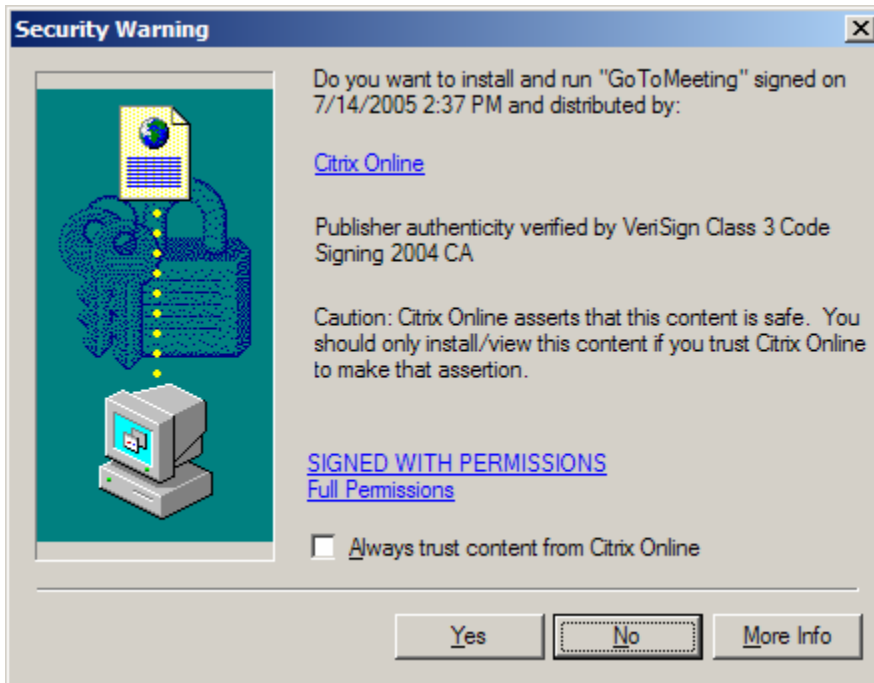 Security Warning
Do you want to install and run "GoToMeeting" signed on
7/14/2005 2:37 PM and distributed by:
Citrix Online
Publisher authenticity verified by VeriSign Class 3 Code
Signing 2004 CA
Caution: Citrix Online asserts that this content is safe.  You
should only install/view this content if you trust Citrix Online
to make that assertion.
SIGNED WITH PERMISSIONS
Full Permissions
Always trust content from Citrix Online
Yes No More Info